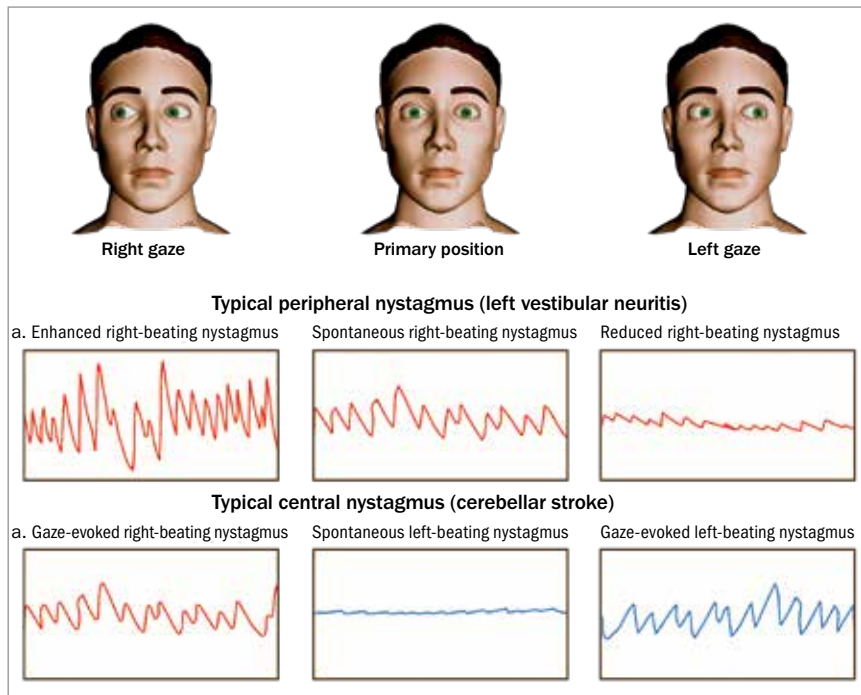 Right gaze
Primary position
Left gaze
Typical peripheral nystagmus (left vestibular neuritis)
a. Enhanced right-beating nystagmus
Spontaneous right-beating nystagmus
Reduced right-beating nystagmus
Typical central nystagmus (cerebellar stroke)
a. Gaze-evoked right-beating nystagmus
Spontaneous left-beating nystagmus
Gaze-evoked left-beating nystagmus